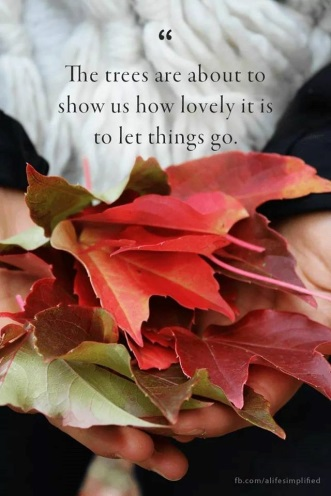 “
The trees are about to
show us how lovely it is
to let things go.
fb.com/alifesimplified